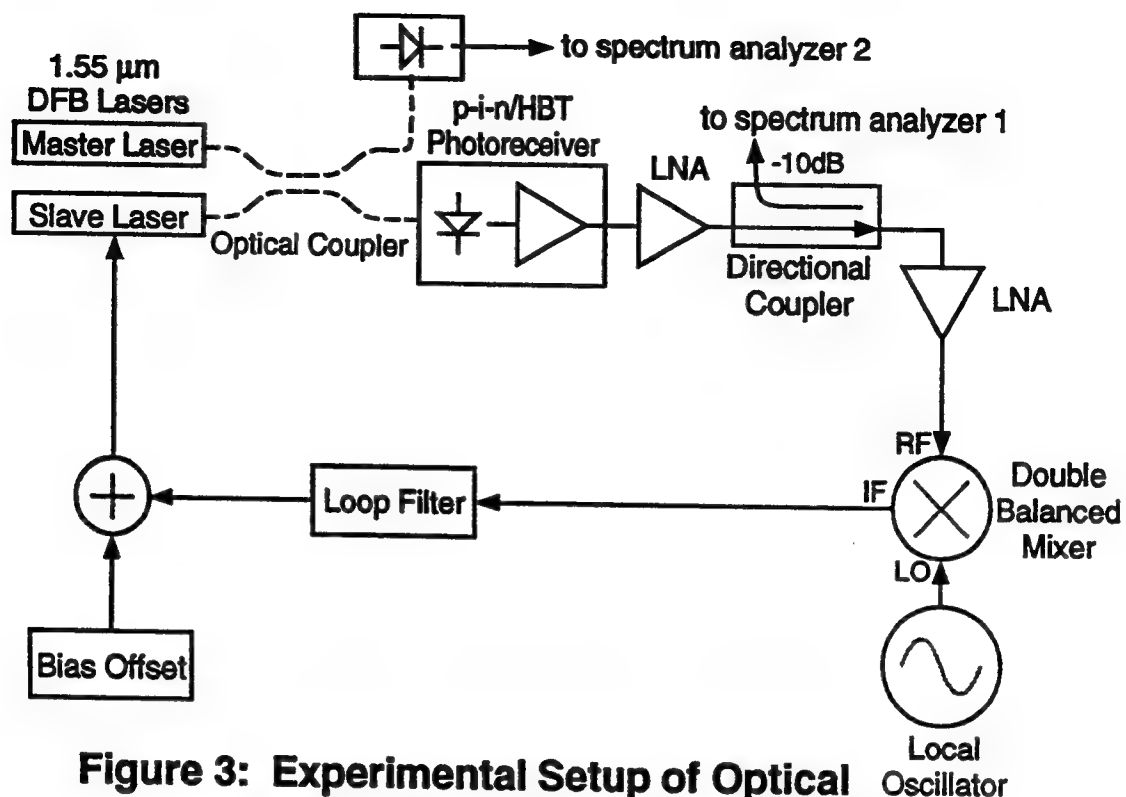 to spectrum analyzer 2
1.55 µm
DFB Lasers
Master Laser
Slave Laser
Optical Coupler
p-i-n/HBT
Photoreceiver
LNA
to spectrum analyzer 1
-10dB
Directional
Coupler
LNA
RF
IF
LO
Double
Balanced
Mixer
Loop Filter
Bias Offset
Local
Oscillator
Figure 3: Experimental Setup of Optical